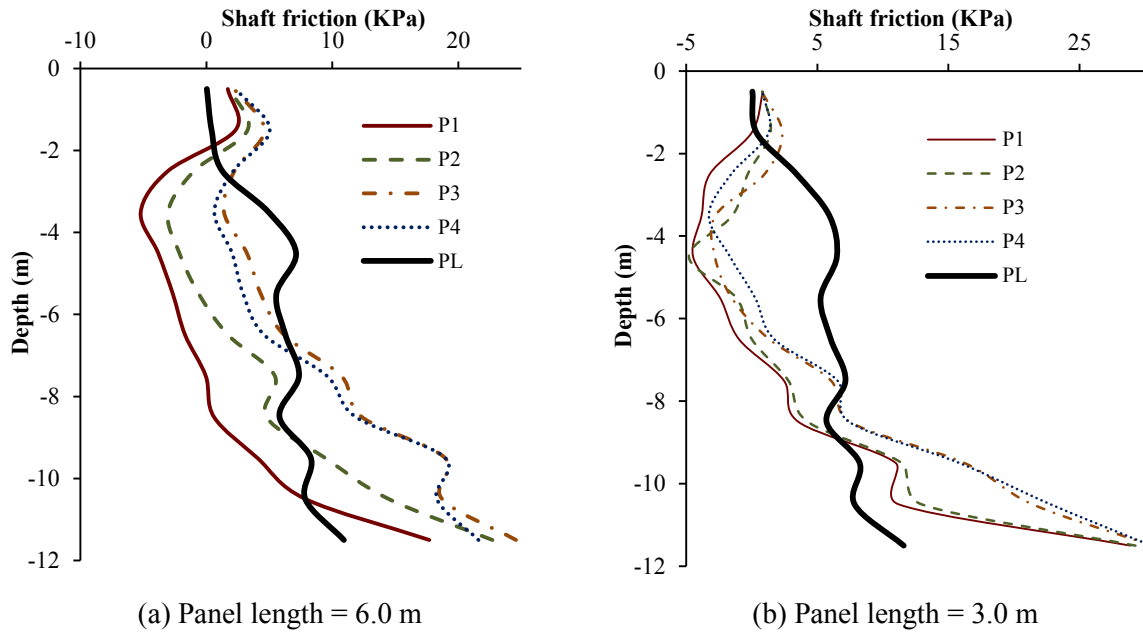 Shaft friction (KPa)
-10 0 10 20
0
-2
-4
-6
-8
-10
-12
Depth (m)
P1
P2
P3
P4
PL
(a) Panel length = 6.0 m
Shaft friction (KPa)
-5 5 15 25
0
-2
-4
-6
-8
-10
-12
Depth (m)
P1
P2
P3
P4
PL
(b) Panel length = 3.0 m